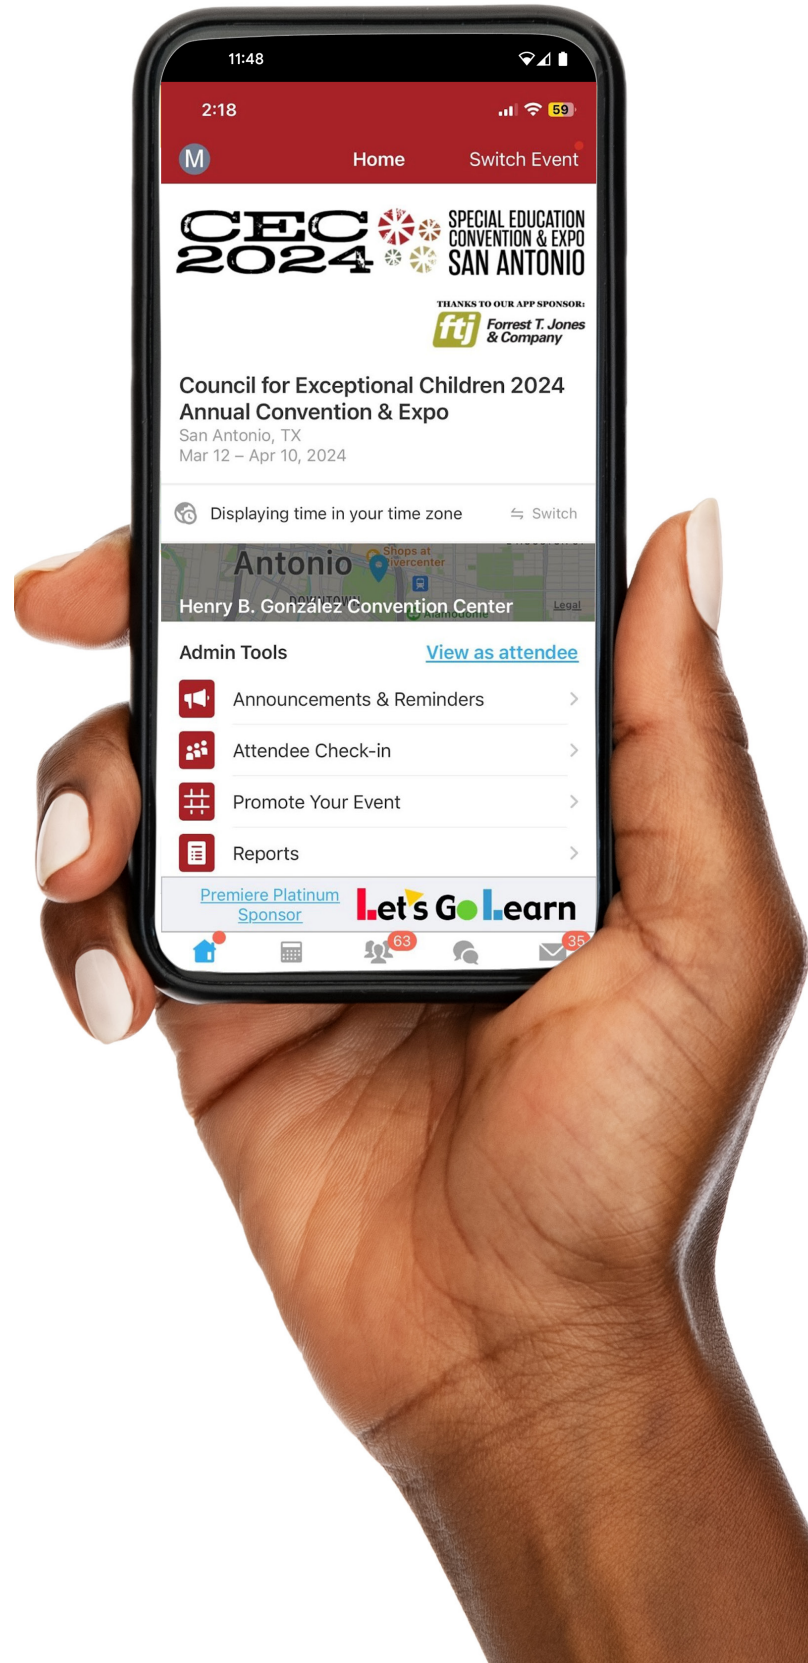 11:48
2:18
59
M
Home
Switch Event
CEC
2024
SPECIAL EDUCATION
CONVENTION & EXPO
SAN ANTONIO
THANKS TO OUR APP SPONSOR:
ftj
Forrest T. Jones
& Company
Council for Exceptional Children 2024
Annual Convention & Expo
San Antonio, TX
Mar 12 – Apr 10, 2024
Displaying time in your time zone
Switch
Antonio
Shops at
Rivercenter
DOWNTOWN
Henry B. González Convention Center
Legal
Alamodome
Admin Tools
View as attendee
Announcements & Reminders
Attendee Check-in
Promote Your Event
Reports
Premiere Platinum
Sponsor
Let's Go Learn
63
35